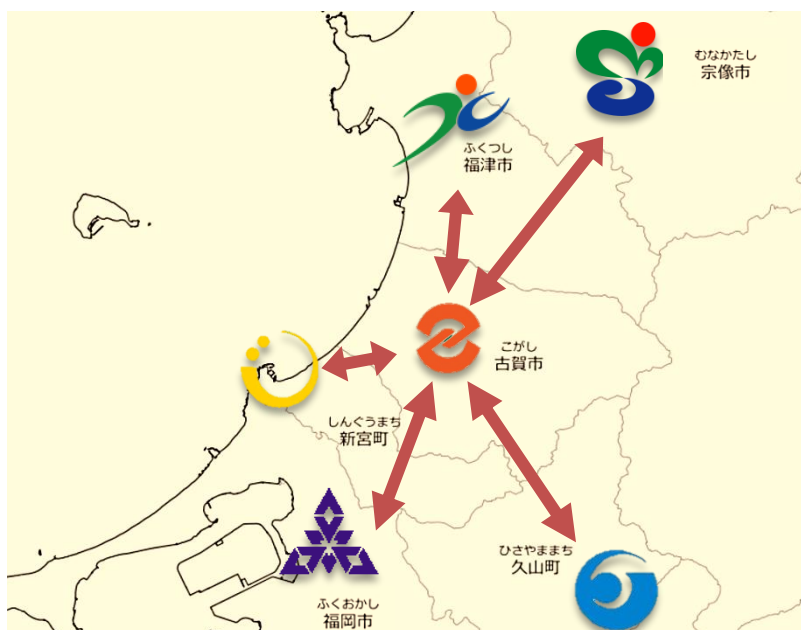 むなかたし
宗像市
ふくつし
福津市
こがし
古賀市
しんぐうまち
新宮町
ひさやままち
久山町
ふくおかし
福岡市